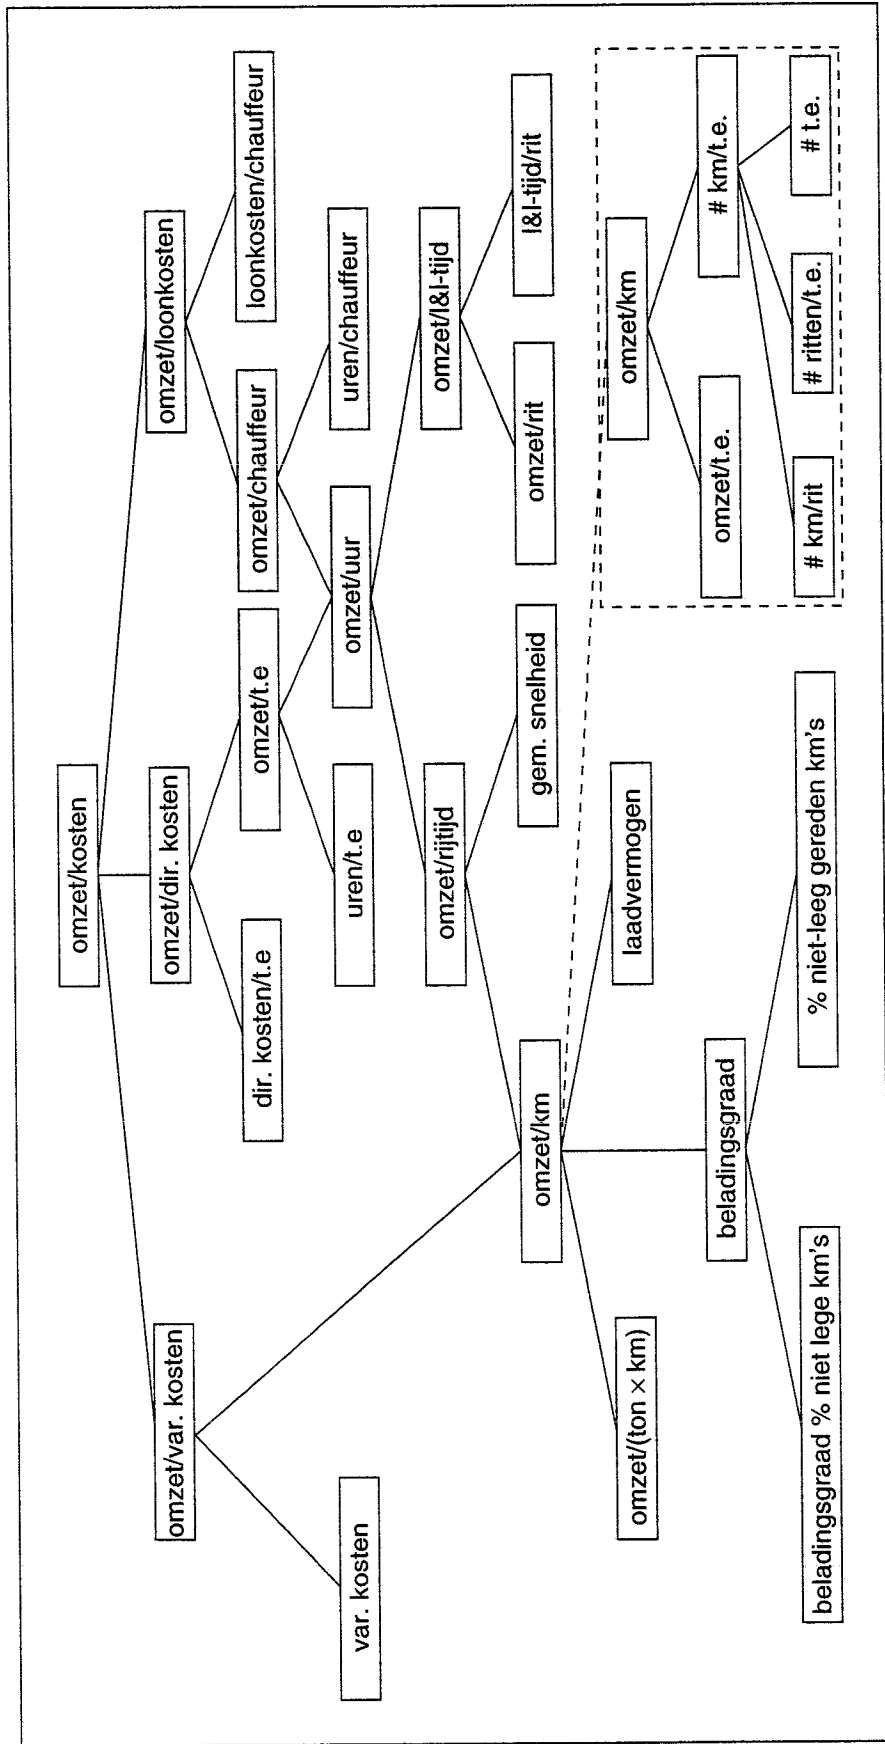 omzet/kosten
omzet/var. kosten
omzet/dir. kosten
omzet/loonkosten
dir. kosten/t.e
omzet/t.e
omzet/chauffeur
loonkosten/chauffeur
var. kosten
uren/t.e
omzet/uur
uren/chauffeur
omzet/rijtijd
omzet/l&l-tijd
omzet/km
gem. snelheid
omzet/rit
l&l-tijd/rit
omzet/(ton × km)
laadvermogen
omzet/km
beladingsgraad
omzet/t.e.
# km/t.e.
beladingsgraad % niet lege km's
% niet-leeg gereden km's
# km/rit
# ritten/t.e.
# t.e.